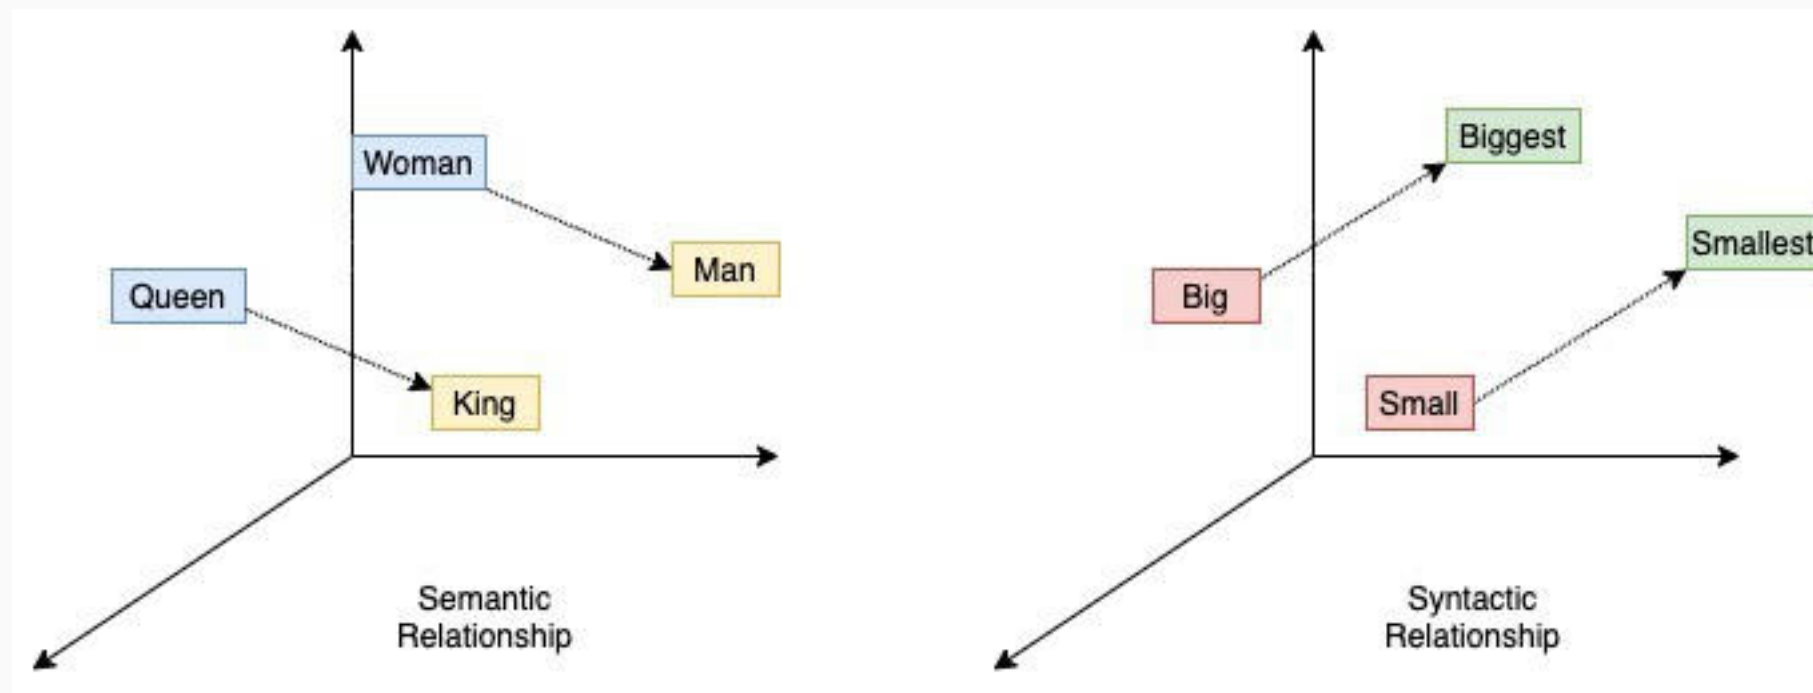 Woman
Man
Queen
King
Semantic
Relationship
Biggest
Smallest
Big
Small
Syntactic
Relationship